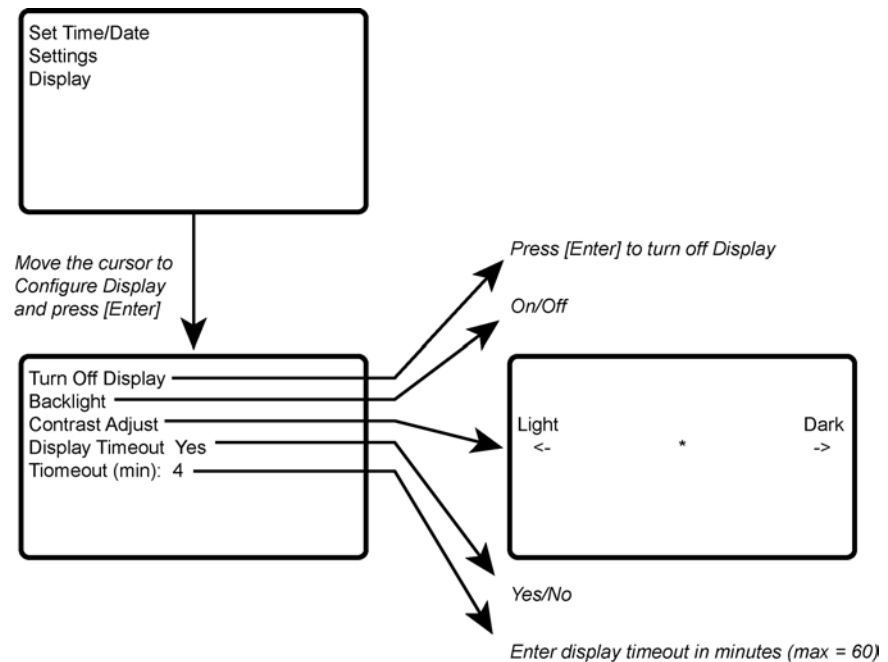 Set Time/Date
Settings
Display
Move the cursor to
Configure Display
and press [Enter]
Press [Enter] to turn off Display
On/Off
Turn Off Display
Backlight
Contrast Adjust
Display Timeout Yes
Tiomeout (min): 4
Light Dark
<- * ->
Yes/No
Enter display timeout in minutes (max = 60)